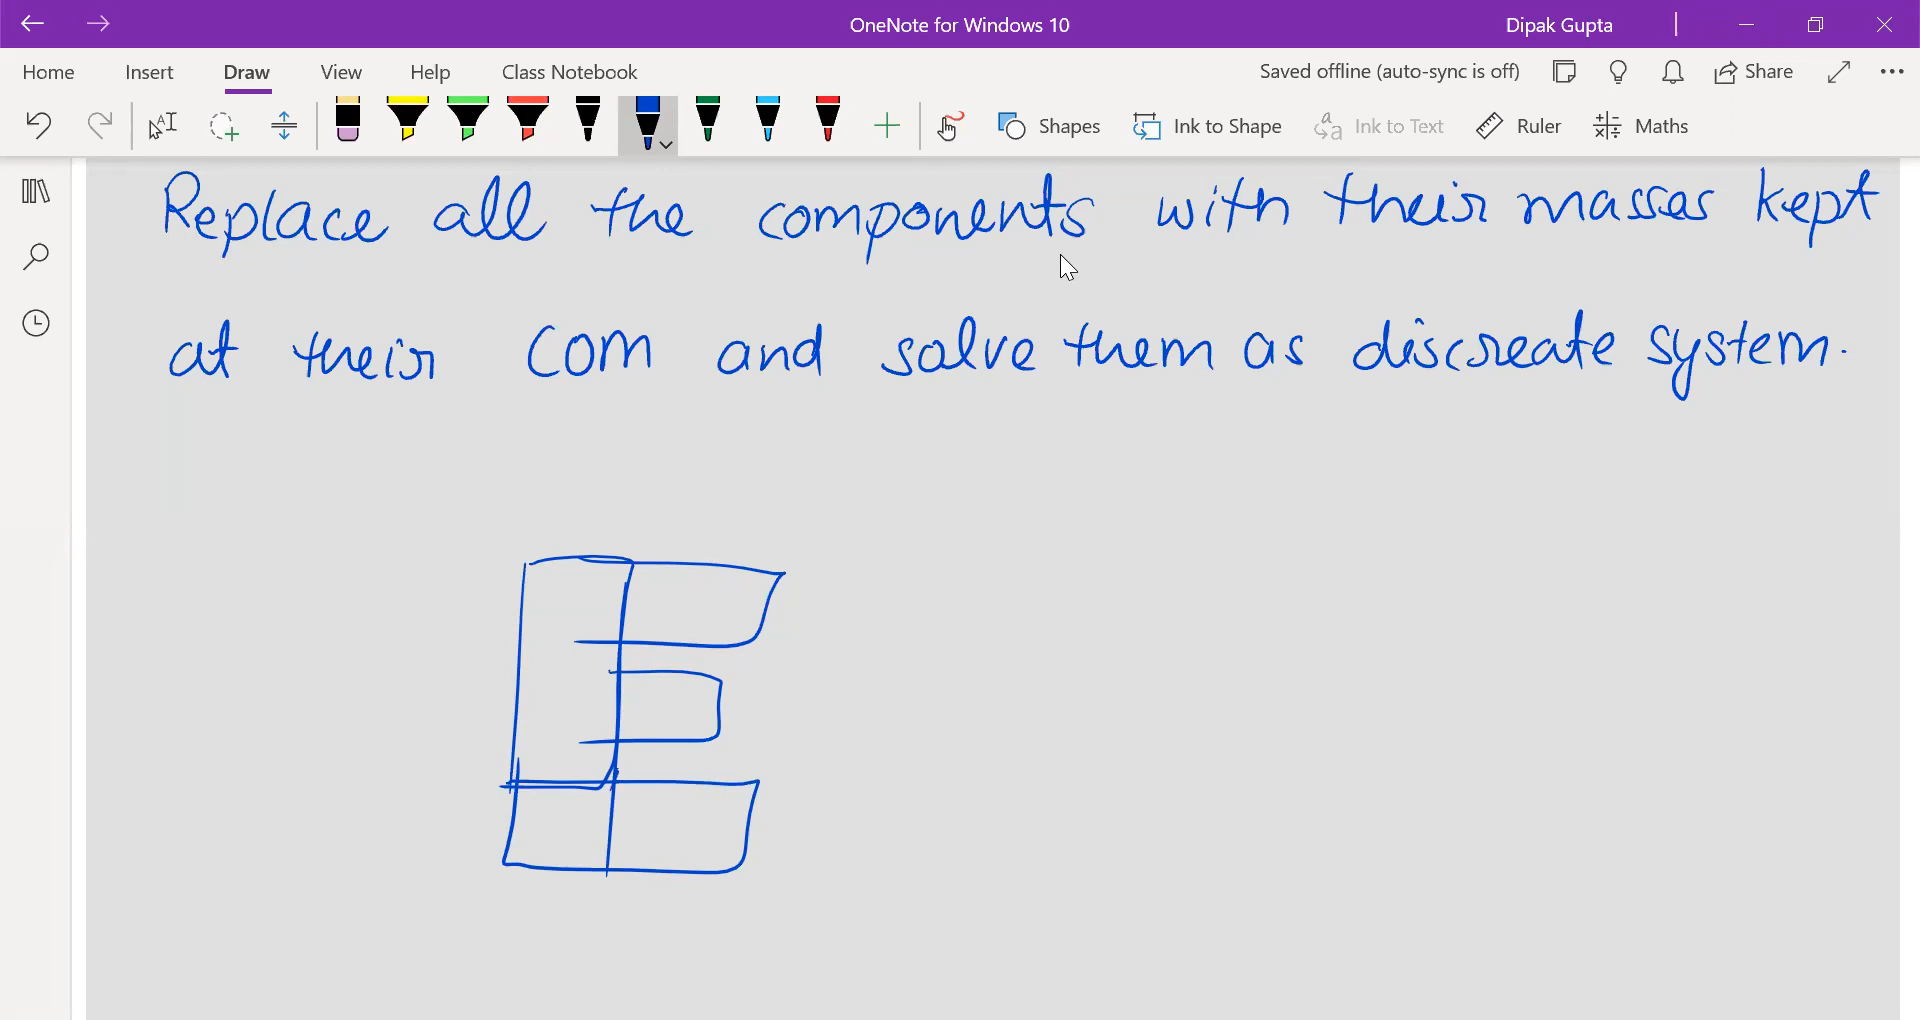 OneNote for Windows 10
Dipak Gupta
Home Insert Draw View Help Class Notebook
Saved offline (auto-sync is off) Share
Shapes Ink to Shape Ink to Text Ruler Maths
Replace all the components with their masses kept
at their COM and solve them as discreate system.